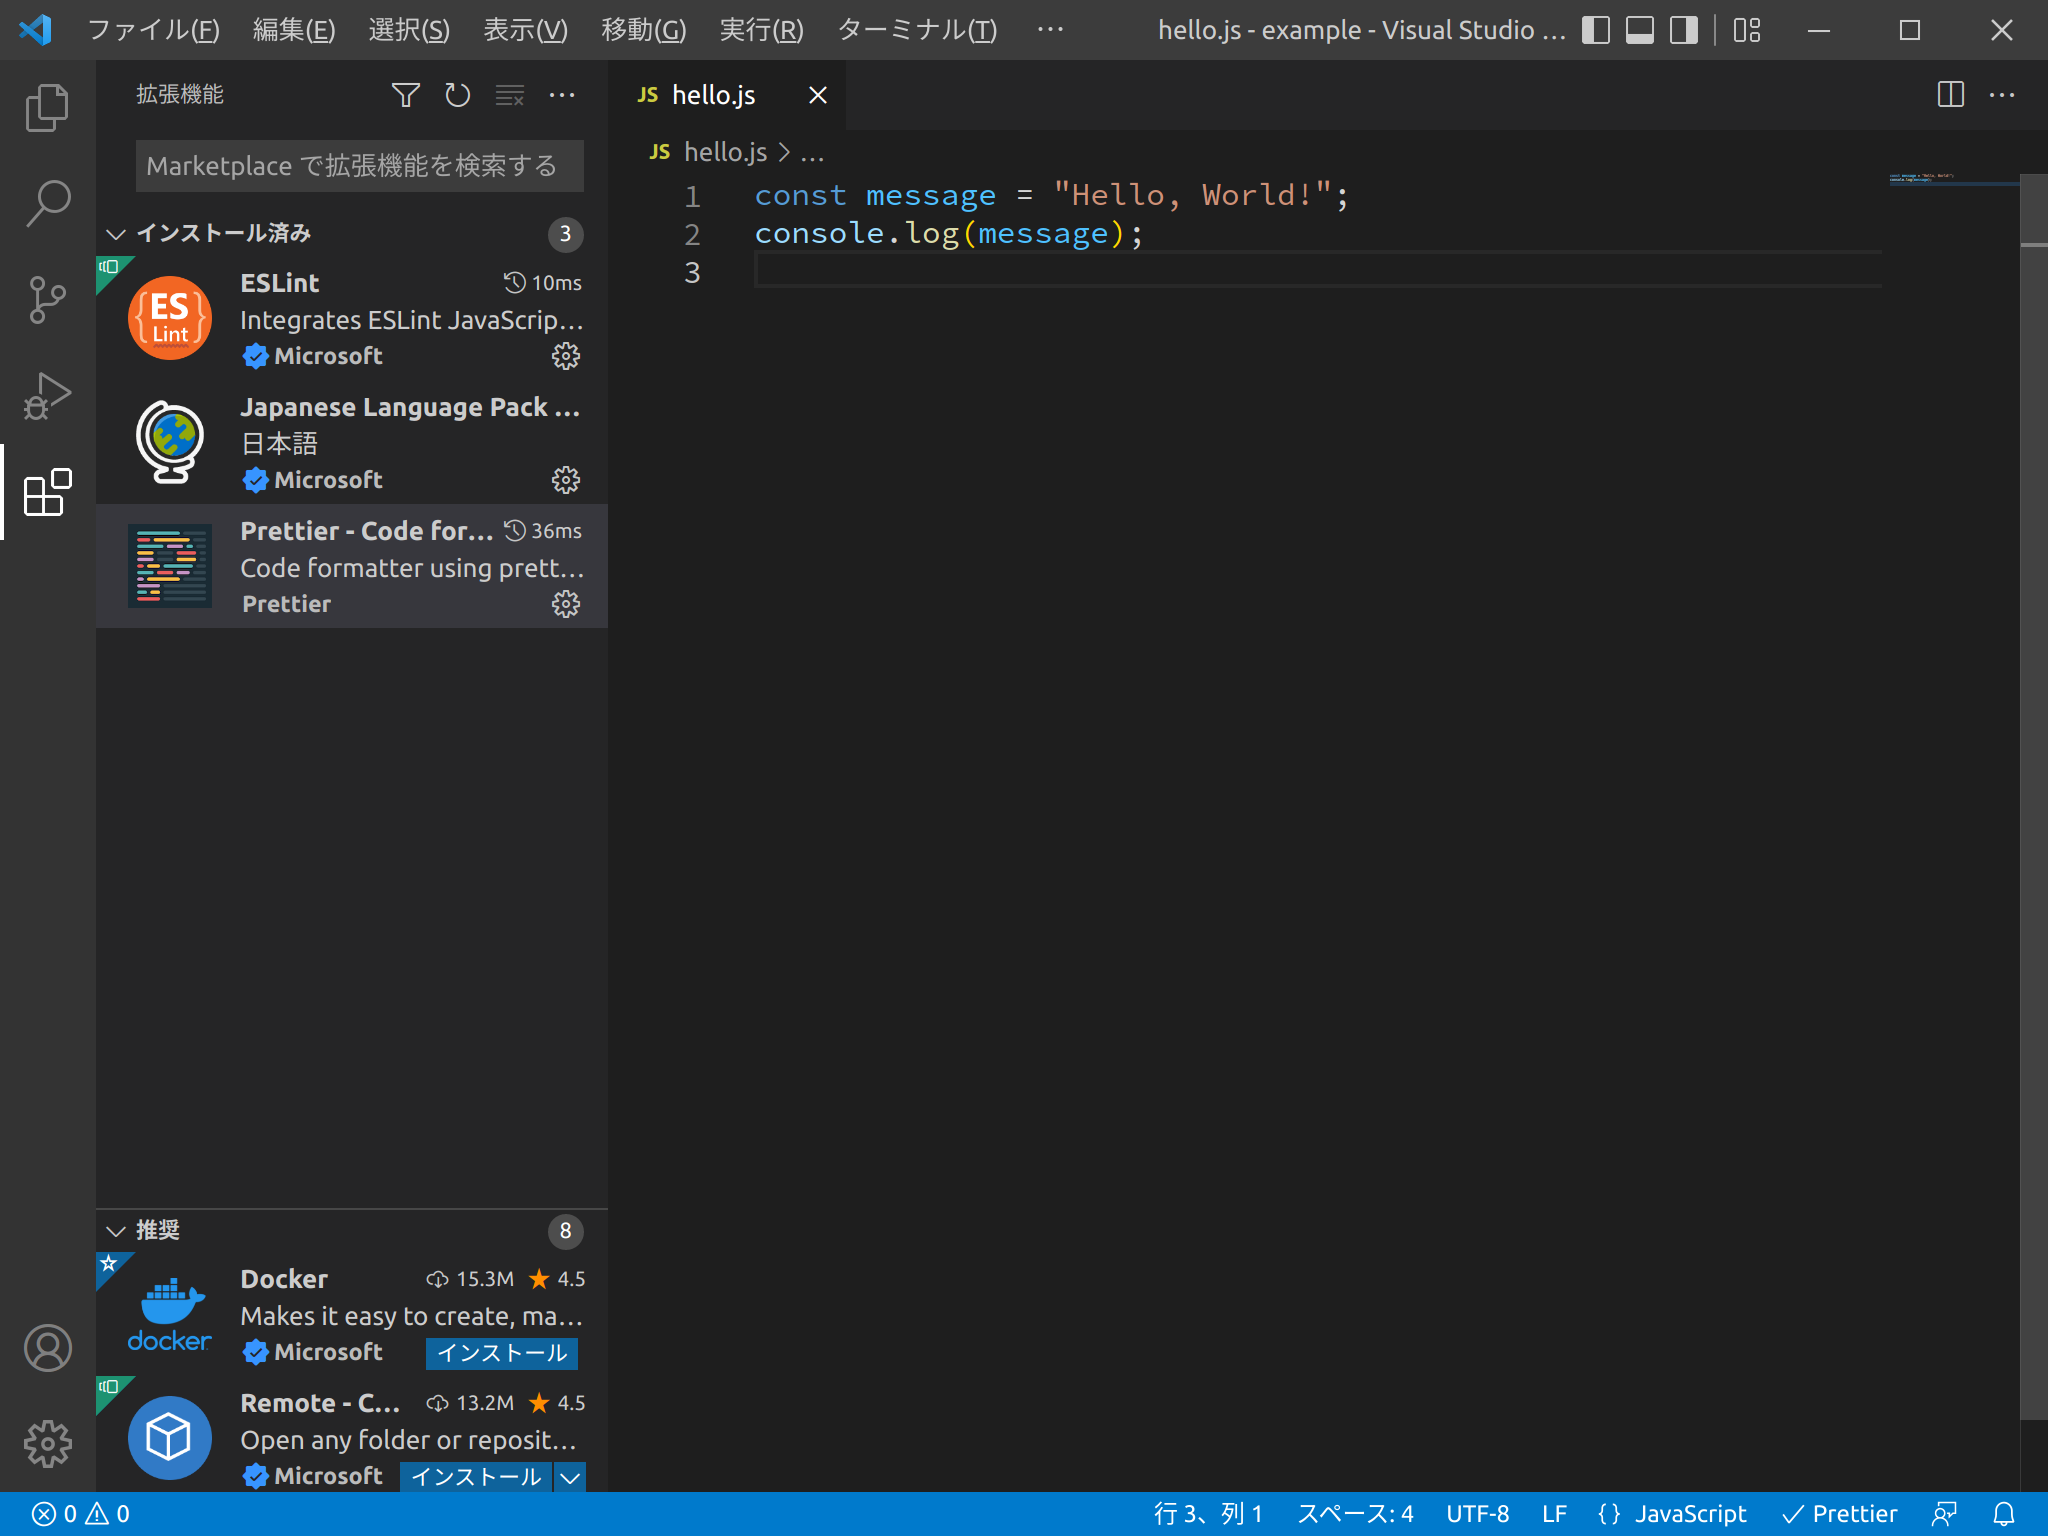 ファイル(F) 編集(E) 選択(S) 表示(V) 移動(G) 実行(R) ターミナル(T) ··· hello.js - example - Visual Studio …
拡張機能
Marketplace で拡張機能を検索する
インストール済み 3
ES Lint
ESLint 10ms
Integrates ESLint JavaScrip…
Microsoft
Japanese Language Pack …
日本語
Microsoft
Prettier - Code for… 36ms
Code formatter using prett…
Prettier
推奨 8
docker
Docker 15.3M ★ 4.5
Makes it easy to create, ma…
Microsoft インストール
Remote - C… 13.2M ★ 4.5
Open any folder or reposit…
Microsoft インストール
JS hello.js
JS hello.js > …
1 const message = "Hello, World!";
2 console.log(message);
3
0 0 行 3、列 1 スペース: 4 UTF-8 LF {} JavaScript Prettier